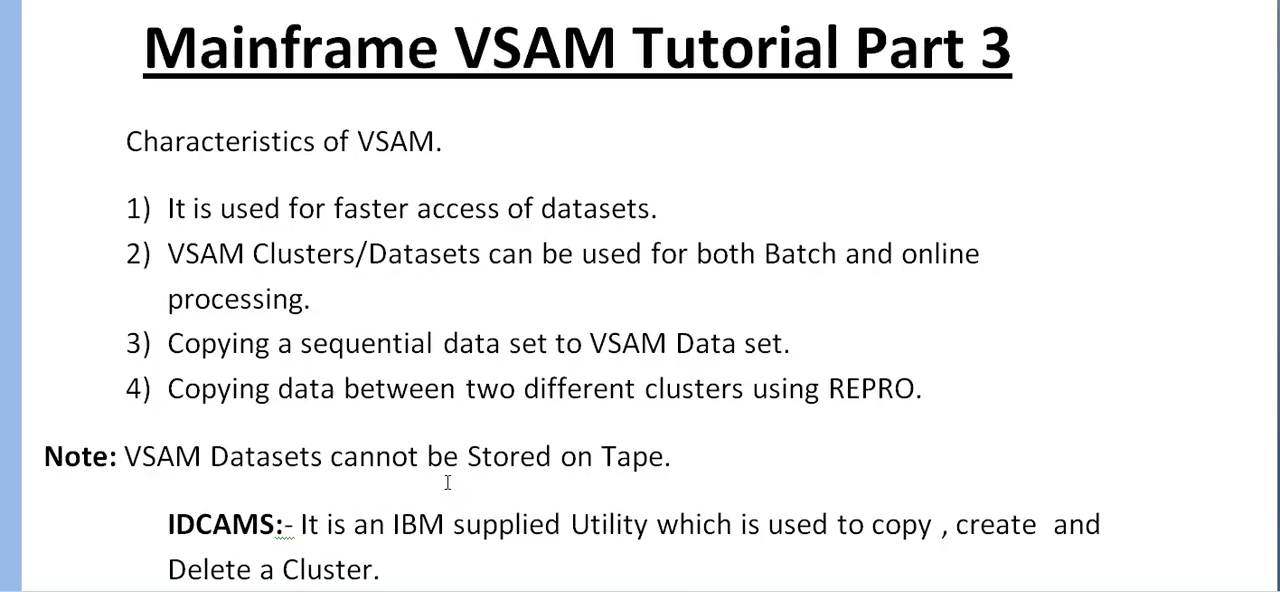 Mainframe VSAM Tutorial Part 3
Characteristics of VSAM.
1) It is used for faster access of datasets.
2) VSAM Clusters/Datasets can be used for both Batch and online
processing.
3) Copying a sequential data set to VSAM Data set.
4) Copying data between two different clusters using REPRO.
Note: VSAM Datasets cannot be Stored on Tape.
IDCAMS:- It is an IBM supplied Utility which is used to copy , create and
Delete a Cluster.